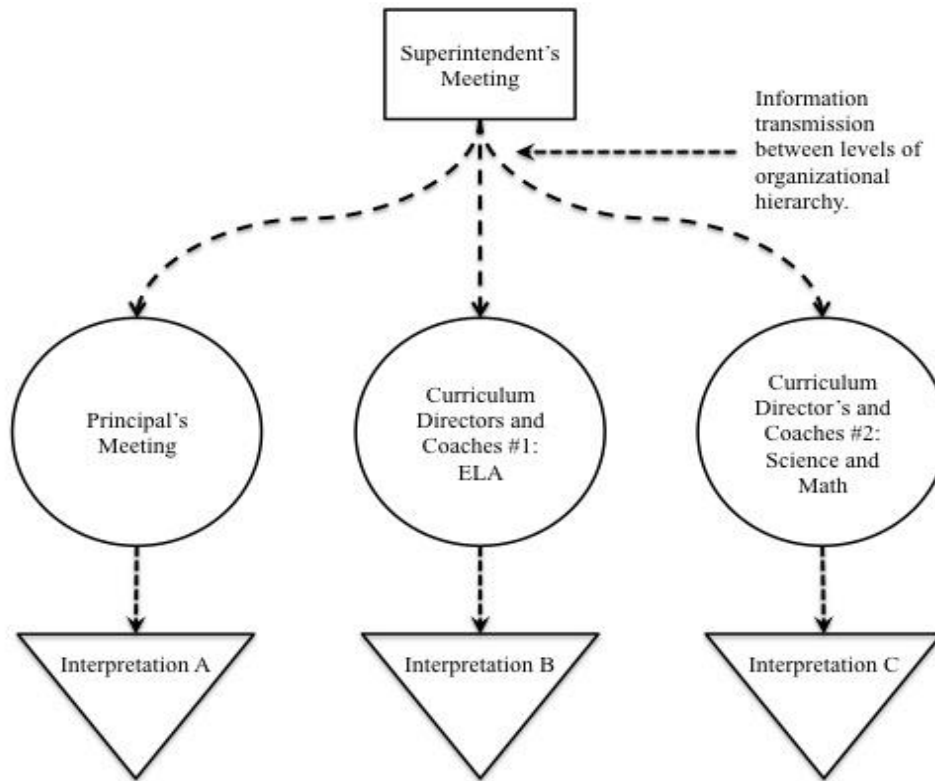 Superintendent's
Meeting
Information
transmission
between levels of
organizational
hierarchy.
Principal's
Meeting
Curriculum
Directors and
Coaches #1:
ELA
Curriculum
Director's and
Coaches #2:
Science and
Math
Interpretation A
Interpretation B
Interpretation C